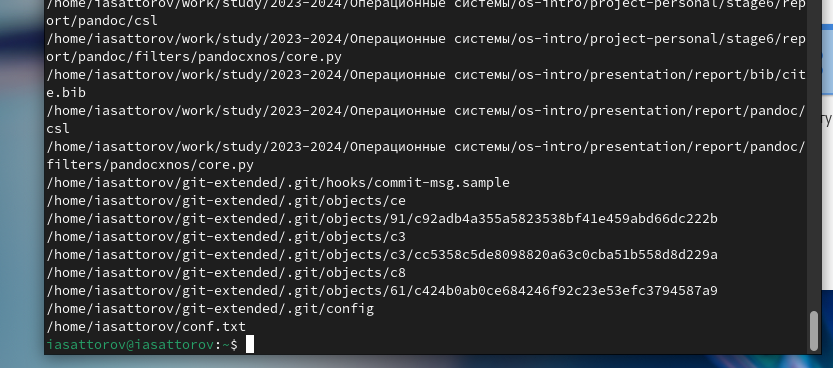 /home/iasattorov/work/study/2023-2024/Операционные системы/os-intro/project-personal/stage6/rep
ort/pandoc/csl
/home/iasattorov/work/study/2023-2024/Операционные системы/os-intro/project-personal/stage6/rep
ort/pandoc/filters/pandocxnos/core.py
/home/iasattorov/work/study/2023-2024/Операционные системы/os-intro/presentation/report/bib/cit
e.bib
/home/iasattorov/work/study/2023-2024/Операционные системы/os-intro/presentation/report/pandoc/
csl
/home/iasattorov/work/study/2023-2024/Операционные системы/os-intro/presentation/report/pandoc/
filters/pandocxnos/core.py
/home/iasattorov/git-extended/.git/hooks/commit-msg.sample
/home/iasattorov/git-extended/.git/objects/ce
/home/iasattorov/git-extended/.git/objects/91/c92adb4a355a5823538bf41e459abd66dc222b
/home/iasattorov/git-extended/.git/objects/c3
/home/iasattorov/git-extended/.git/objects/c3/cc5358c5de8098820a63c0cba51b558d8d229a
/home/iasattorov/git-extended/.git/objects/c8
/home/iasattorov/git-extended/.git/objects/61/c424b0ab0ce684246f92c23e53efc3794587a9
/home/iasattorov/git-extended/.git/config
/home/iasattorov/conf.txt
iasattorov@iasattorov:~$